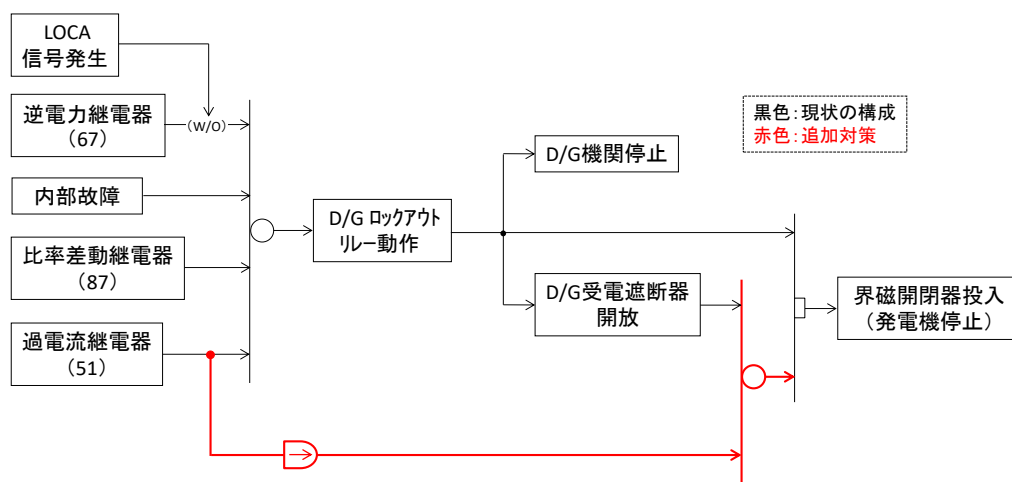 LOCA
信号発生
逆電力継電器
(67)
(W/O)
内部故障
比率差動継電器
(87)
過電流継電器
(51)
D/G ロックアウト
リレー動作
D/G機関停止
D/G受電遮断器
開放
黒色:現状の構成
赤色:追加対策
界磁開閉器投入
(発電機停止)